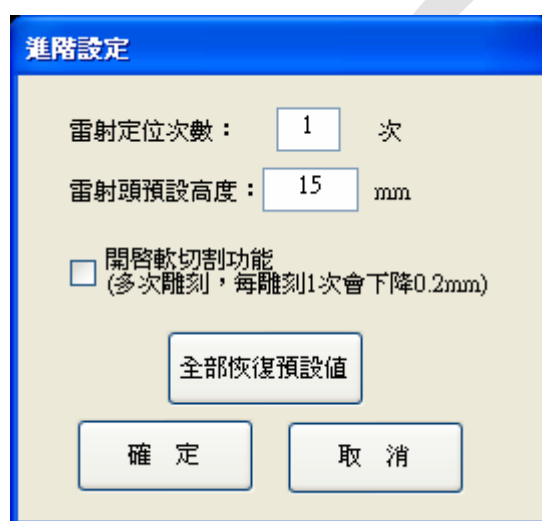 進階設定
雷射定位次數： 1 次
雷射頭預設高度： 15 mm
開啓軟切割功能
(多次雕刻，每雕刻1次會下降0.2mm)
全部恢復預設值
確 定 取 消